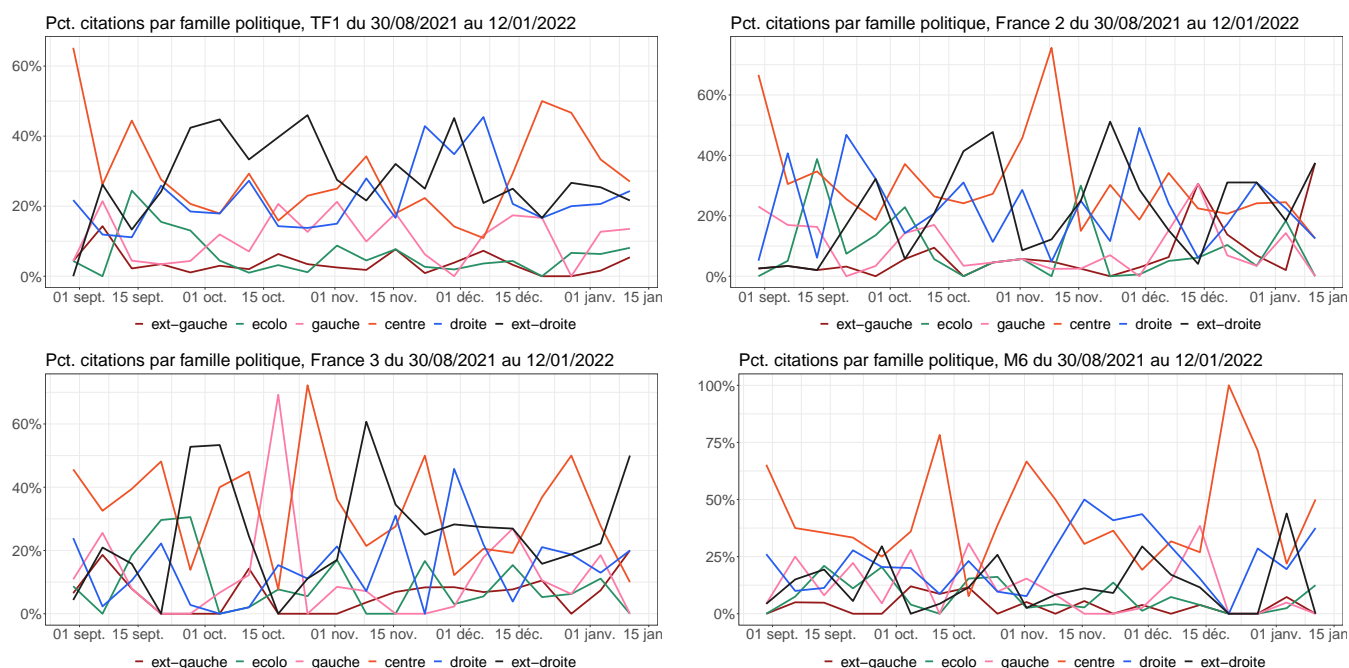 Pct. citations par famille politique, TF1 du 30/08/2021 au 12/01/2022
60%
40%
20%
0%
01 sept. 15 sept. 01 oct. 15 oct. 01 nov. 15 nov. 01 déc. 15 déc. 01 janv. 15 jan
ext-gauche ecolo gauche centre droite ext-droite
Pct. citations par famille politique, France 2 du 30/08/2021 au 12/01/2022
60%
40%
20%
0%
01 sept. 15 sept. 01 oct. 15 oct. 01 nov. 15 nov. 01 déc. 15 déc. 01 janv. 15 jan
ext-gauche ecolo gauche centre droite ext-droite
Pct. citations par famille politique, France 3 du 30/08/2021 au 12/01/2022
60%
40%
20%
0%
01 sept. 15 sept. 01 oct. 15 oct. 01 nov. 15 nov. 01 déc. 15 déc. 01 janv. 15 jan
ext-gauche ecolo gauche centre droite ext-droite
Pct. citations par famille politique, M6 du 30/08/2021 au 12/01/2022
100%
75%
50%
25%
0%
01 sept. 15 sept. 01 oct. 15 oct. 01 nov. 15 nov. 01 déc. 15 déc. 01 janv. 15 jan
ext-gauche ecolo gauche centre droite ext-droite